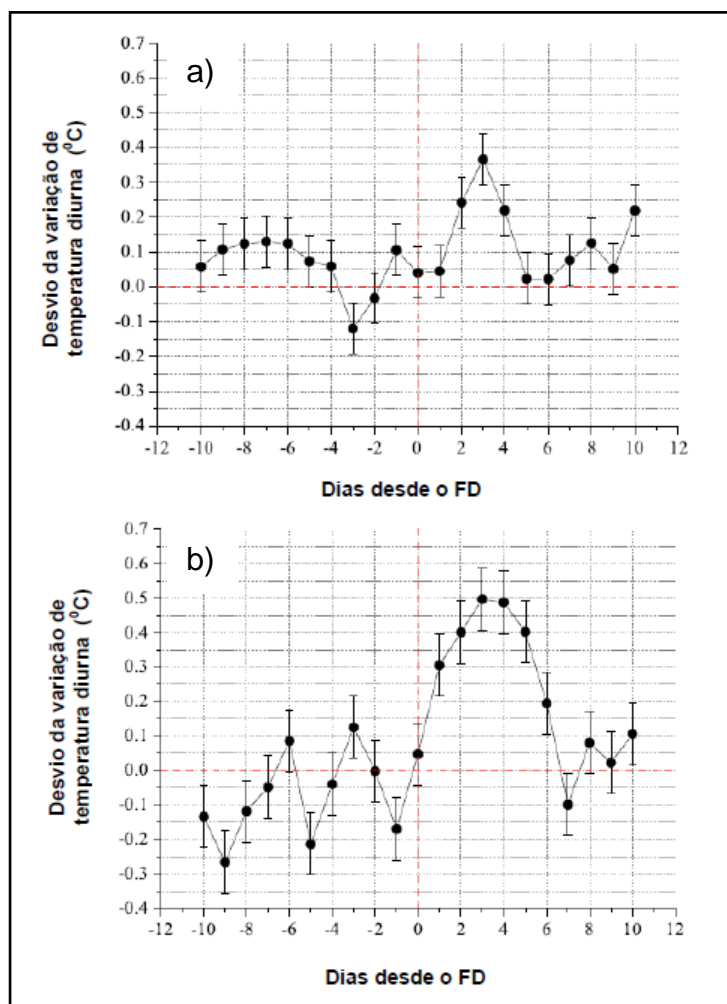 a)
Desvio da variação de
temperatura diurna (⁰C)
0.7
0.6
0.5
0.4
0.3
0.2
0.1
0.0
-0.1
-0.2
-0.3
-0.4
-12 -10 -8 -6 -4 -2 0 2 4 6 8 10 12
Dias desde o FD
b)
Desvio da variação de
temperatura diurna (⁰C)
0.7
0.6
0.5
0.4
0.3
0.2
0.1
0.0
-0.1
-0.2
-0.3
-0.4
-12 -10 -8 -6 -4 -2 0 2 4 6 8 10 12
Dias desde o FD